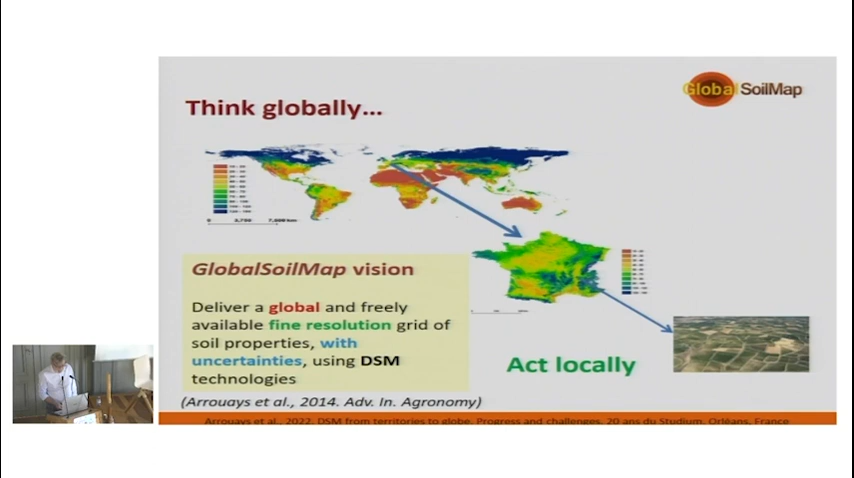 Global SoilMap
Think globally...
GlobalSoilMap vision
Deliver a global and freely
available fine resolution grid of
soil properties, with
uncertainties, using DSM
technologies
Act locally
(Arrouays et al., 2014. Adv. In. Agronomy)
Arrouays et al., 2022. DSM from territories to globe. Progress and challenges. 20 ans du Studium, Orléans, France